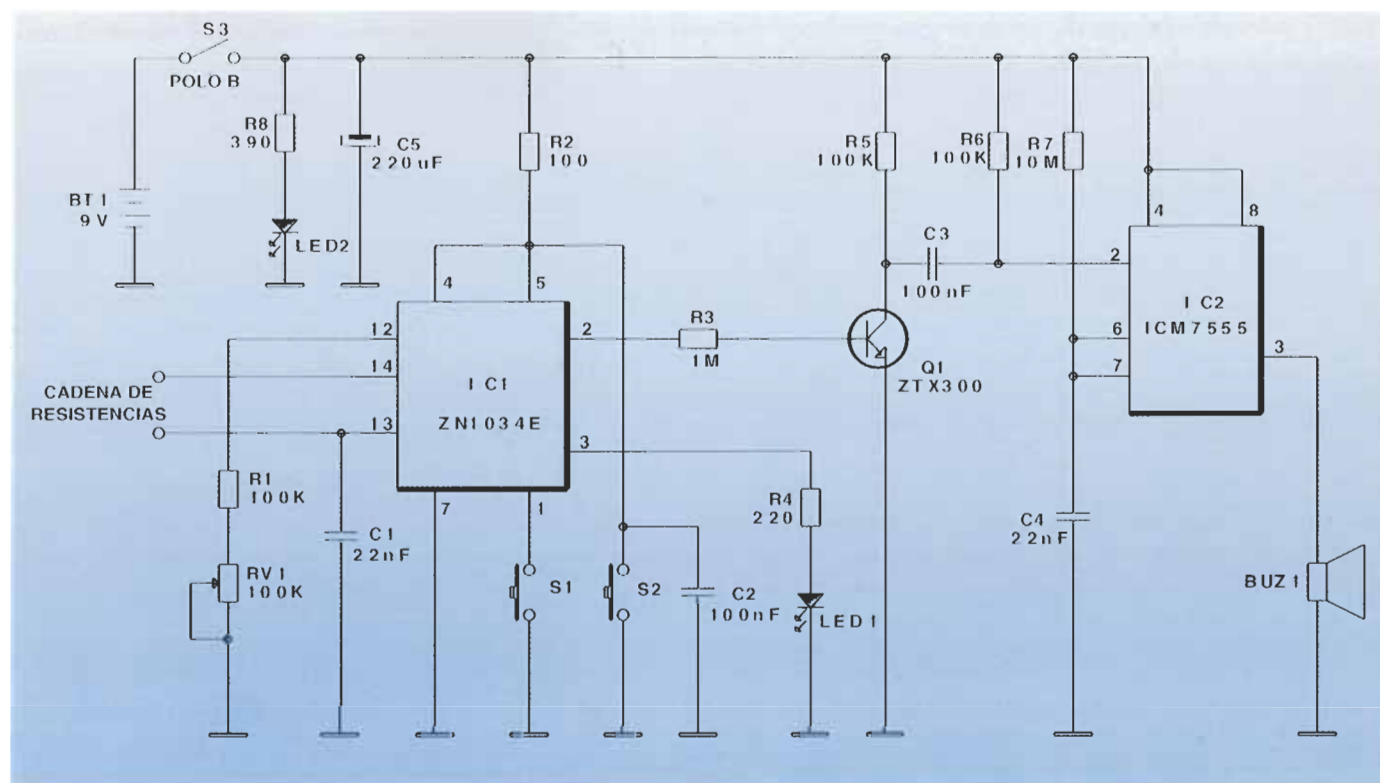 S3
POLO B
R8
390
C5
220uF
R2
100
R5
100K
R6
100K
R7
10M
BT1
9V
LED2
4
5
4
8
C3
100nF
2
IC2
ICM7555
12
2
R3
1M
6
3
14
Q1
ZTX300
7
CADENA DE
RESISTENCIAS
IC1
ZN1034E
13
3
R1
100K
7
1
R4
220
C1
22nF
C4
22nF
RV1
100K
S1
S2
C2
100nF
LED1
BUZ1